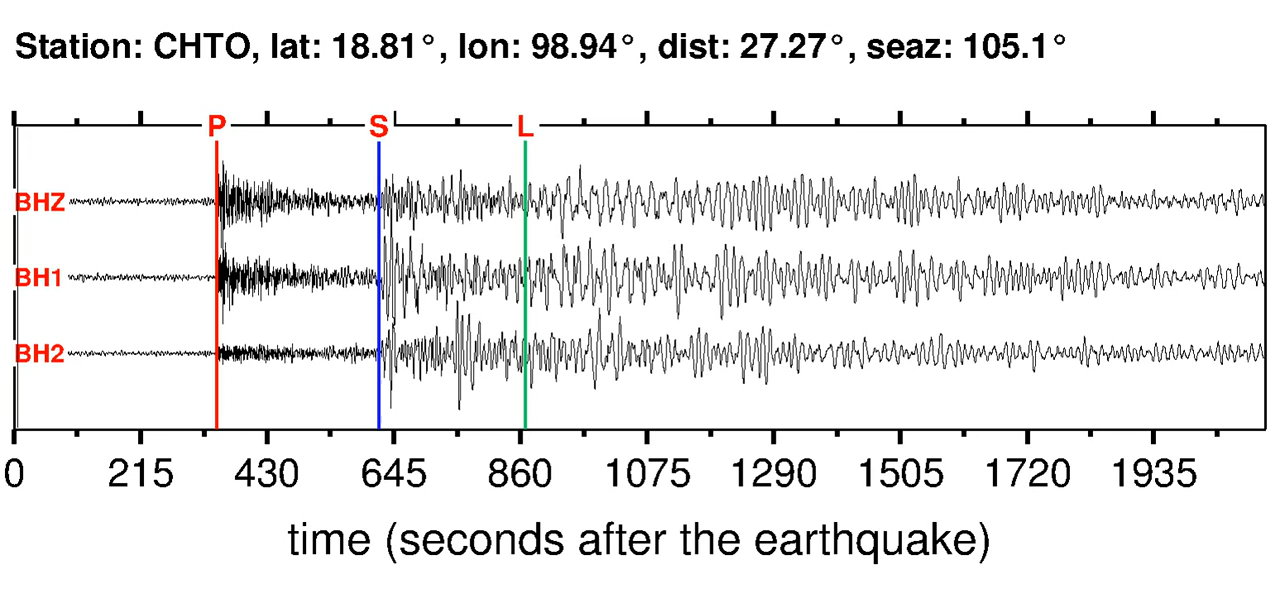 Station: CHTO, lat: 18.81°, lon: 98.94°, dist: 27.27°, seaz: 105.1°
P S L
BHZ
BH1
BH2
0 215 430 645 860 1075 1290 1505 1720 1935
time (seconds after the earthquake)